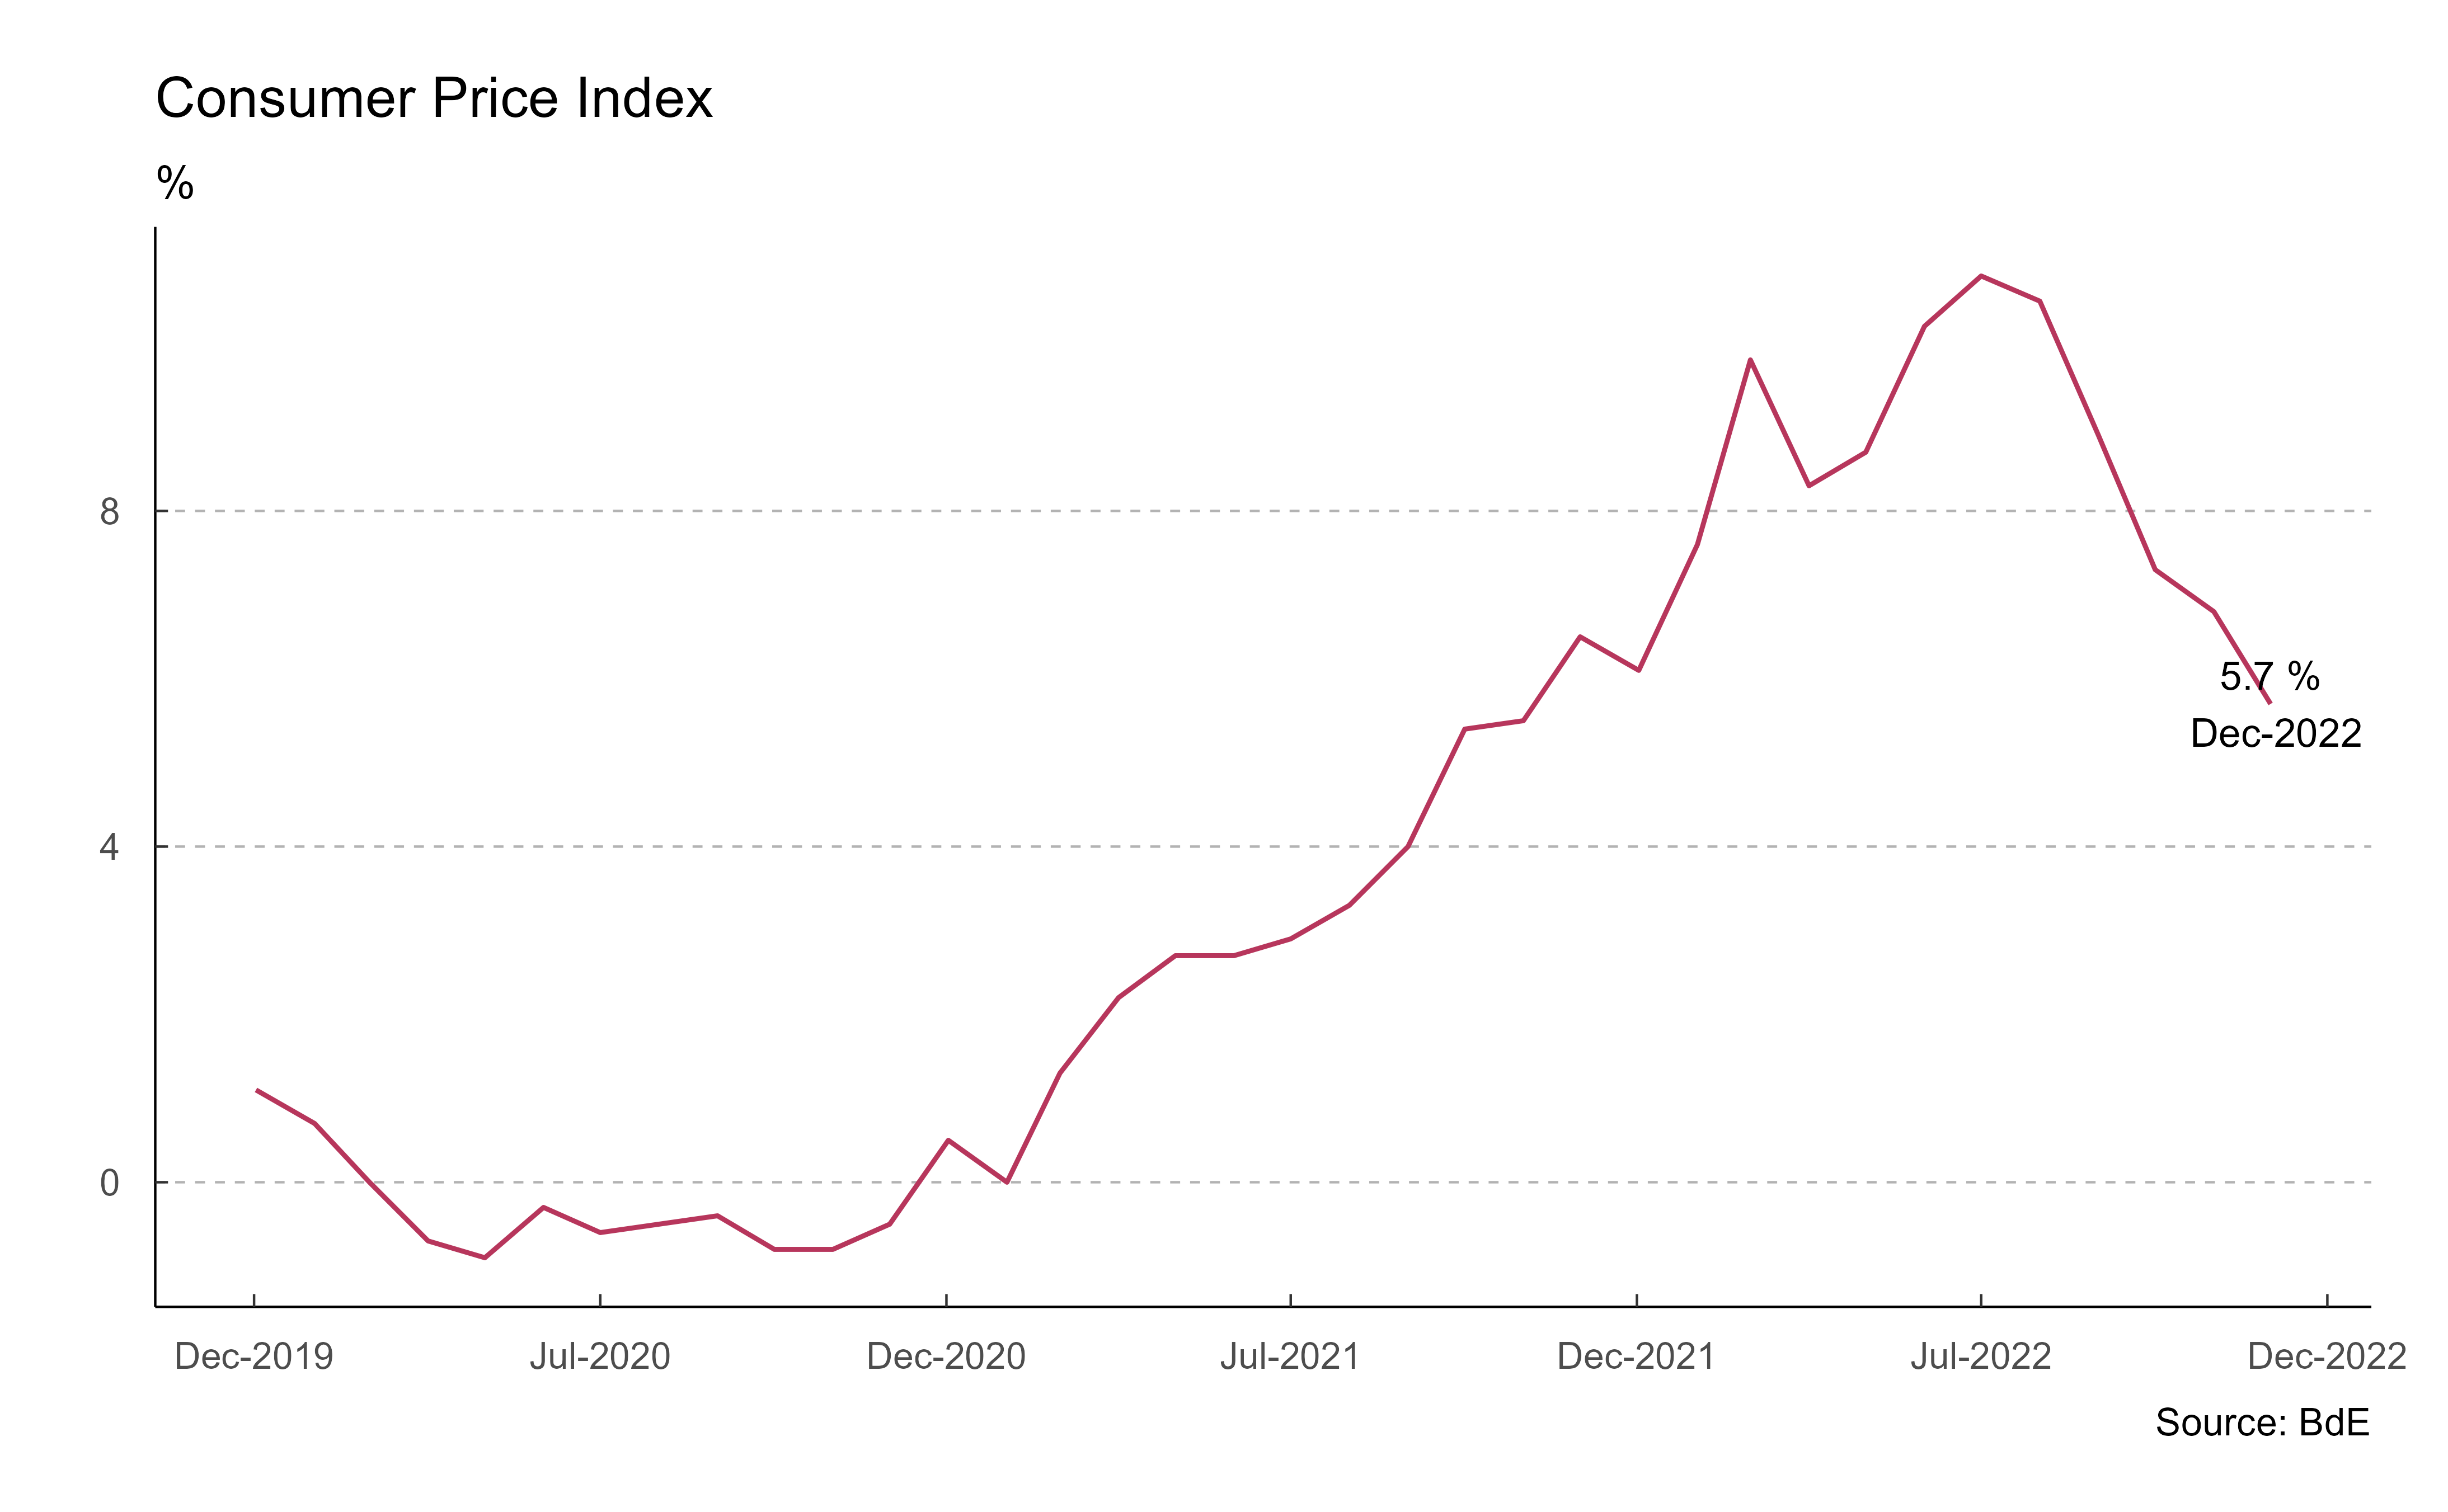 Consumer Price Index
%
8
5.7 %
Dec-2022
4
0
Dec-2019 Jul-2020 Dec-2020 Jul-2021 Dec-2021 Jul-2022 Dec-2022
Source: BdE